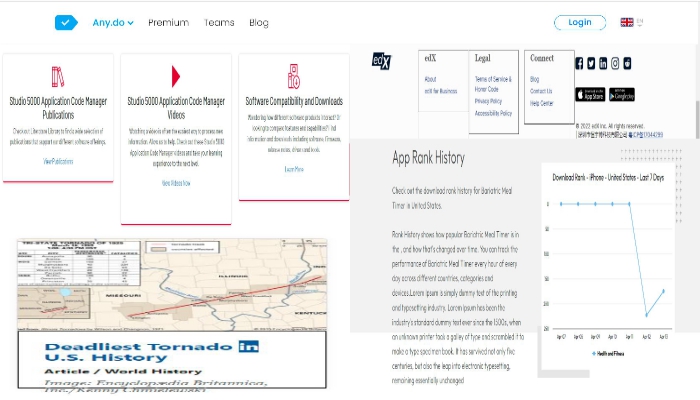 Any.do
Premium
Teams
Blog
Login
EN
Studio 5000 Application Code Manager
Publications
Check out Literature Library to find a wide selection of
publications that support our different software offerings.
View Publications
Studio 5000 Application Code Manager
Videos
Watching a video is often the easiest way to process new
information. Allow us to help. Check out these Studio 5000
Application Code Manager videos and take your learning
experience to the next level.
View Videos Now
Software Compatibility and Downloads
Wondering how different software products interact? Or
looking to compare features and capabilities? Find
information and downloads including software, firmware,
release notes, drivers and tools.
Learn More
edX
edX
About
edX for Business
Legal
Terms of Service &
Honor Code
Privacy Policy
Accessibility Policy
Connect
Blog
Contact Us
Help Center
App Store
Google Play
© 2022 edX Inc. All rights reserved.
TRI-STATE TORNADO OF 1925
ILLINOIS
INDIANA
MISSOURI
KENTUCKY
Deadliest Tornado in
U.S. History
Article / World History
Image: Encyclopædia Britannica,
Inc./Kenny Chmielewski
App Rank History
Check out the download rank history for Bariatric Meal
Timer in United States.
Rank History shows how popular Bariatric Meal Timer is in
the , and how that's changed over time. You can track the
performance of Bariatric Meal Timer every hour of every
day across different countries, categories and
devices.Lorem Ipsum is simply dummy text of the printing
and typesetting industry. Lorem Ipsum has been the
industry's standard dummy text ever since the 1500s, when
an unknown printer took a galley of type and scrambled it to
make a type specimen book. It has survived not only five
centuries, but also the leap into electronic typesetting,
remaining essentially unchanged
Download Rank - iPhone - United States - Last 7 Days
0
50
100
150
200
250
Apr 07
Apr 08
Apr 09
Apr 10
Apr 11
Apr 12
Apr 13
Health and Fitness